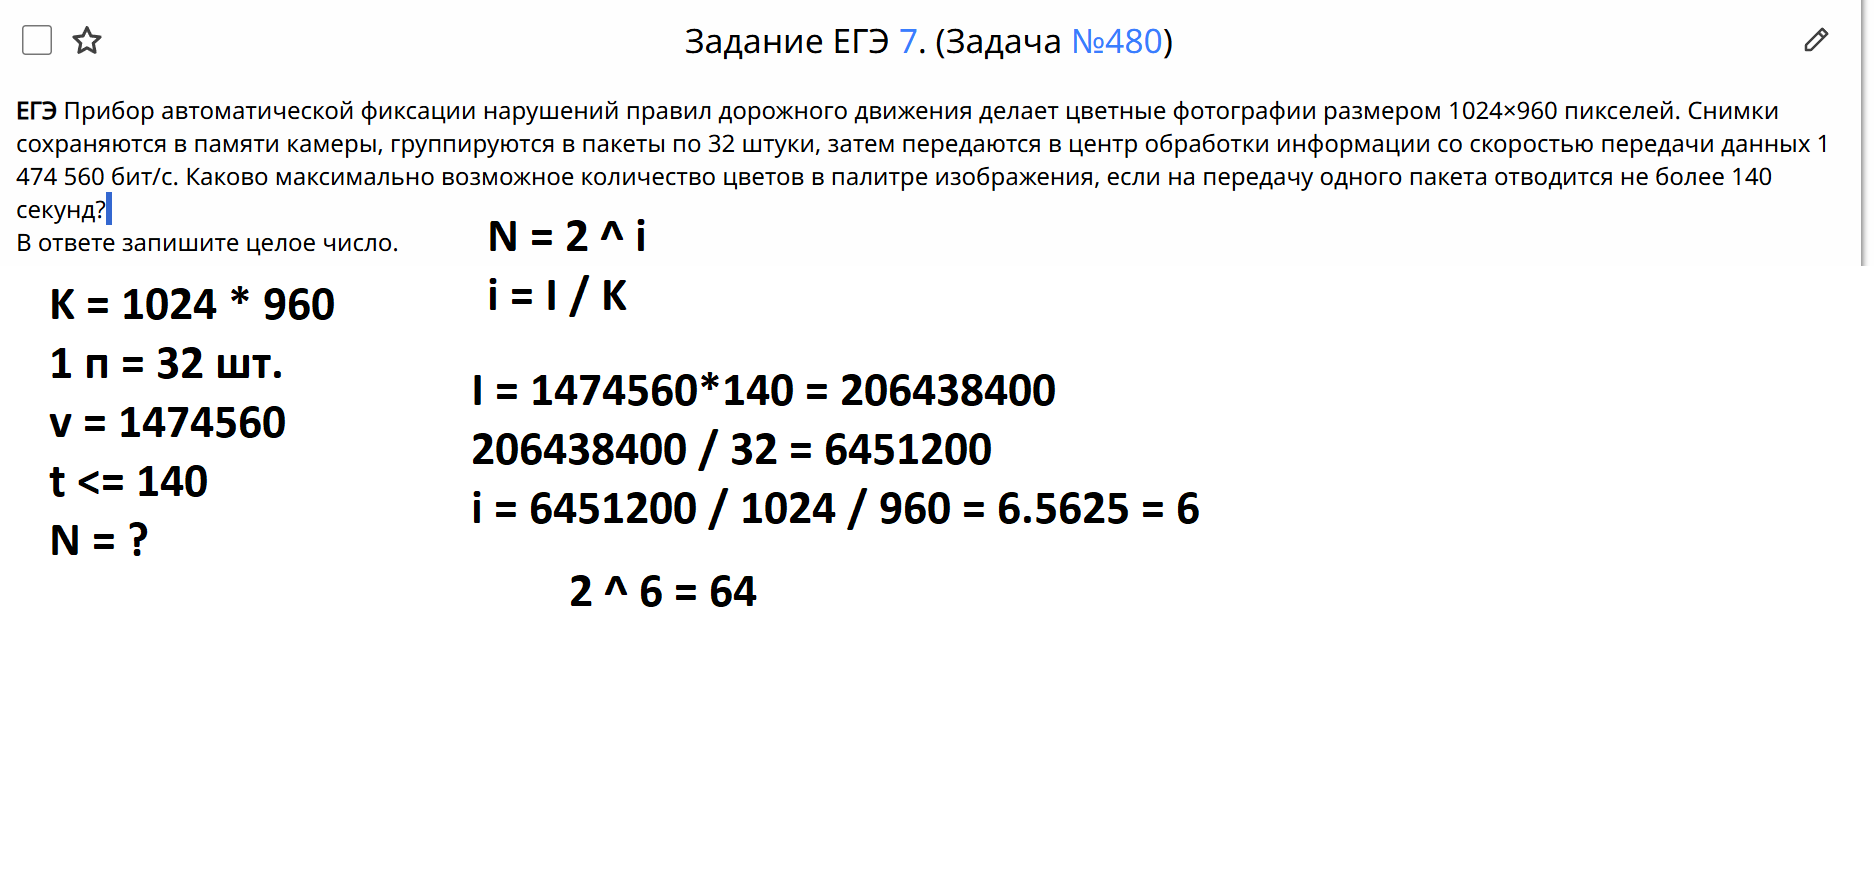 Задание ЕГЭ 7. (Задача №480)
ЕГЭ Прибор автоматической фиксации нарушений правил дорожного движения делает цветные фотографии размером 1024×960 пикселей. Снимки
сохраняются в памяти камеры, группируются в пакеты по 32 штуки, затем передаются в центр обработки информации со скоростью передачи данных 1
474 560 бит/с. Каково максимально возможное количество цветов в палитре изображения, если на передачу одного пакета отводится не более 140
секунд?
В ответе запишите целое число.
N = 2 ^ i
i = I / K
K = 1024 * 960
1 п = 32 шт.
v = 1474560
t <= 140
N = ?
I = 1474560*140 = 206438400
206438400 / 32 = 6451200
i = 6451200 / 1024 / 960 = 6.5625 = 6
2 ^ 6 = 64